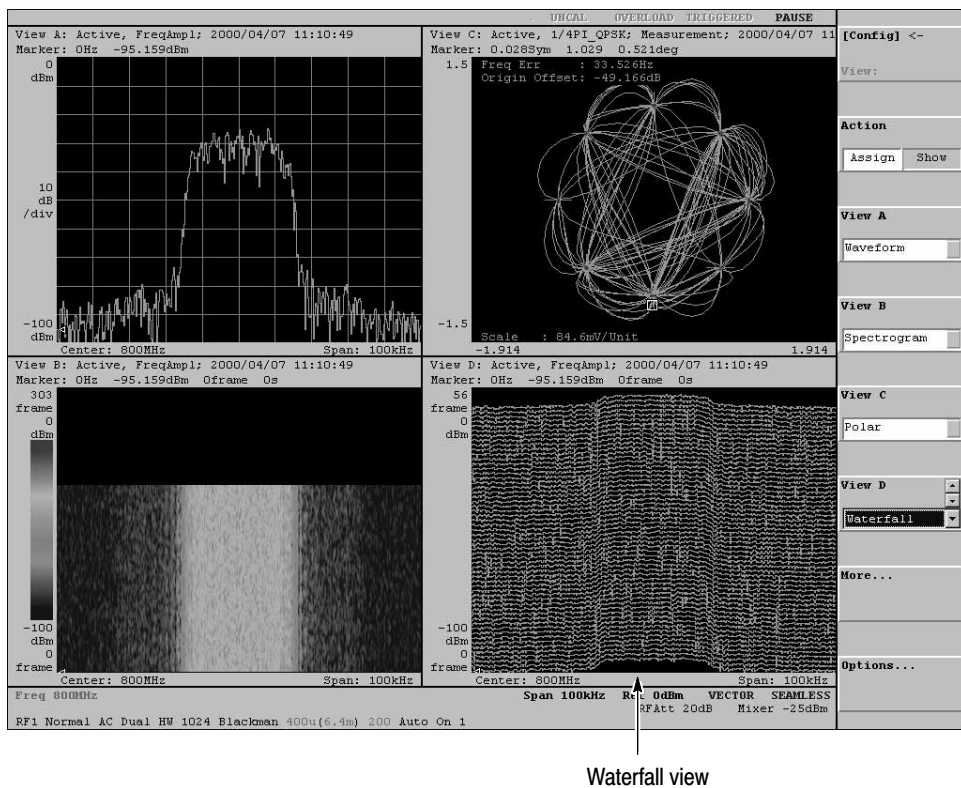 UNCAL OVERLOAD TRIGGERED PAUSE
View A: Active, FreqAmpl; 2000/04/07 11:10:49
Marker: 0Hz -95.159dBm
0
dBm
10
dB
/div
-100
dBm
Center: 800MHz Span: 100kHz
View C: Active, 1/4PI_QPSK; Measurement; 2000/04/07 11
Marker: 0.028Sym 1.029 0.521deg
1.5
Freq Err : 33.526Hz
Origin Offset: -49.166dB
-1.5
Scale : 84.6mV/Unit
-1.914 1.914
View B: Active, FreqAmpl; 2000/04/07 11:10:49
Marker: 0Hz -95.159dBm 0frame 0s
303
frame
0
dBm
-100
dBm
0
frame
Center: 800MHz Span: 100kHz
View D: Active, FreqAmpl; 2000/04/07 11:10:49
Marker: 0Hz -95.159dBm 0frame 0s
56
frame
0
dBm
-100
dBm
0
frame
Center: 800MHz Span: 100kHz
Freq 800MHz Span 100kHz Ref 0dBm VECTOR SEAMLESS
RFAtt 20dB Mixer -25dBm
RF1 Normal AC Dual HW 1024 Blackman 400u(6.4m) 200 Auto On 1
[Config] <-
View:
Action
Assign Show
View A
Waveform
View B
Spectrogram
View C
Polar
View D
Waterfall
More...
Options...
Waterfall view